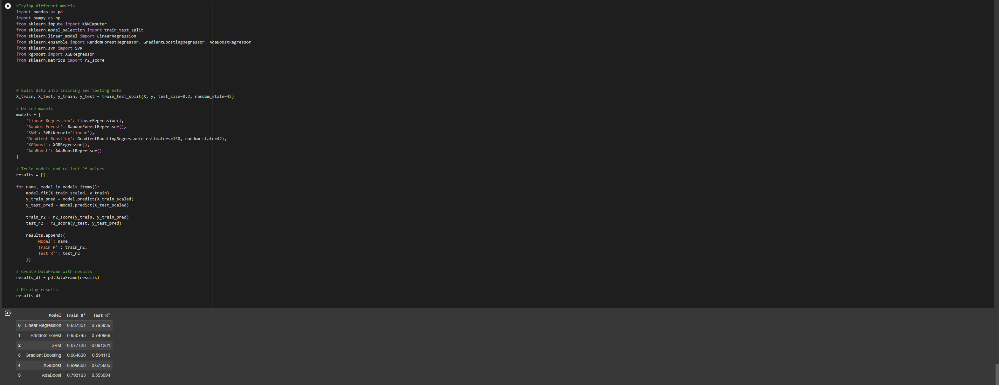 #Trying different models
import pandas as pd
import numpy as np
from sklearn.impute import KNNImputer
from sklearn.model_selection import train_test_split
from sklearn.linear_model import LinearRegression
from sklearn.ensemble import RandomForestRegressor, GradientBoostingRegressor, AdaBoostRegressor
from sklearn.svm import SVR
from xgboost import XGBRegressor
from sklearn.metrics import r2_score
# Split data into training and testing sets
X_train, X_test, y_train, y_test = train_test_split(X, y, test_size=0.2, random_state=42)
# Define models
models = {
    'Linear Regression': LinearRegression(),
    'Random Forest': RandomForestRegressor(),
    'SVM': SVR(kernel='linear'),
    'Gradient Boosting': GradientBoostingRegressor(n_estimators=150, random_state=42),
    'XGBoost': XGBRegressor(),
    'AdaBoost': AdaBoostRegressor()
}
# Train models and collect R² values
results = []
for name, model in models.items():
    model.fit(X_train_scaled, y_train)
    y_train_pred = model.predict(X_train_scaled)
    y_test_pred = model.predict(X_test_scaled)
    train_r2 = r2_score(y_train, y_train_pred)
    test_r2 = r2_score(y_test, y_test_pred)
    results.append({
        'Model': name,
        'Train R²': train_r2,
        'Test R²': test_r2
    })
# Create DataFrame with results
results_df = pd.DataFrame(results)
# Display results
results_df
Model Train R² Test R²
0 Linear Regression 0.637351 0.795836
1 Random Forest 0.950745 0.740966
2 SVM -0.077728 -0.091281
3 Gradient Boosting 0.964620 0.594112
4 XGBoost 0.999608 0.675605
5 AdaBoost 0.793193 0.553694